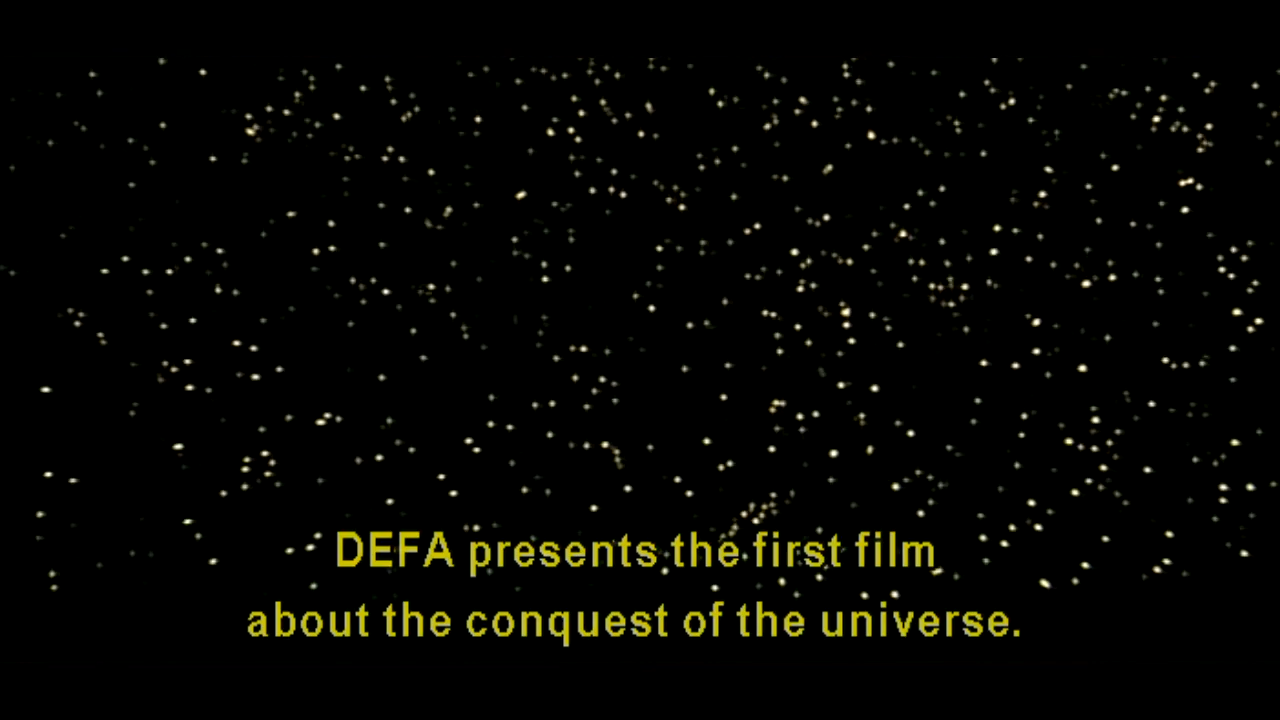 DEFA presents the first film
about the conquest of the universe.